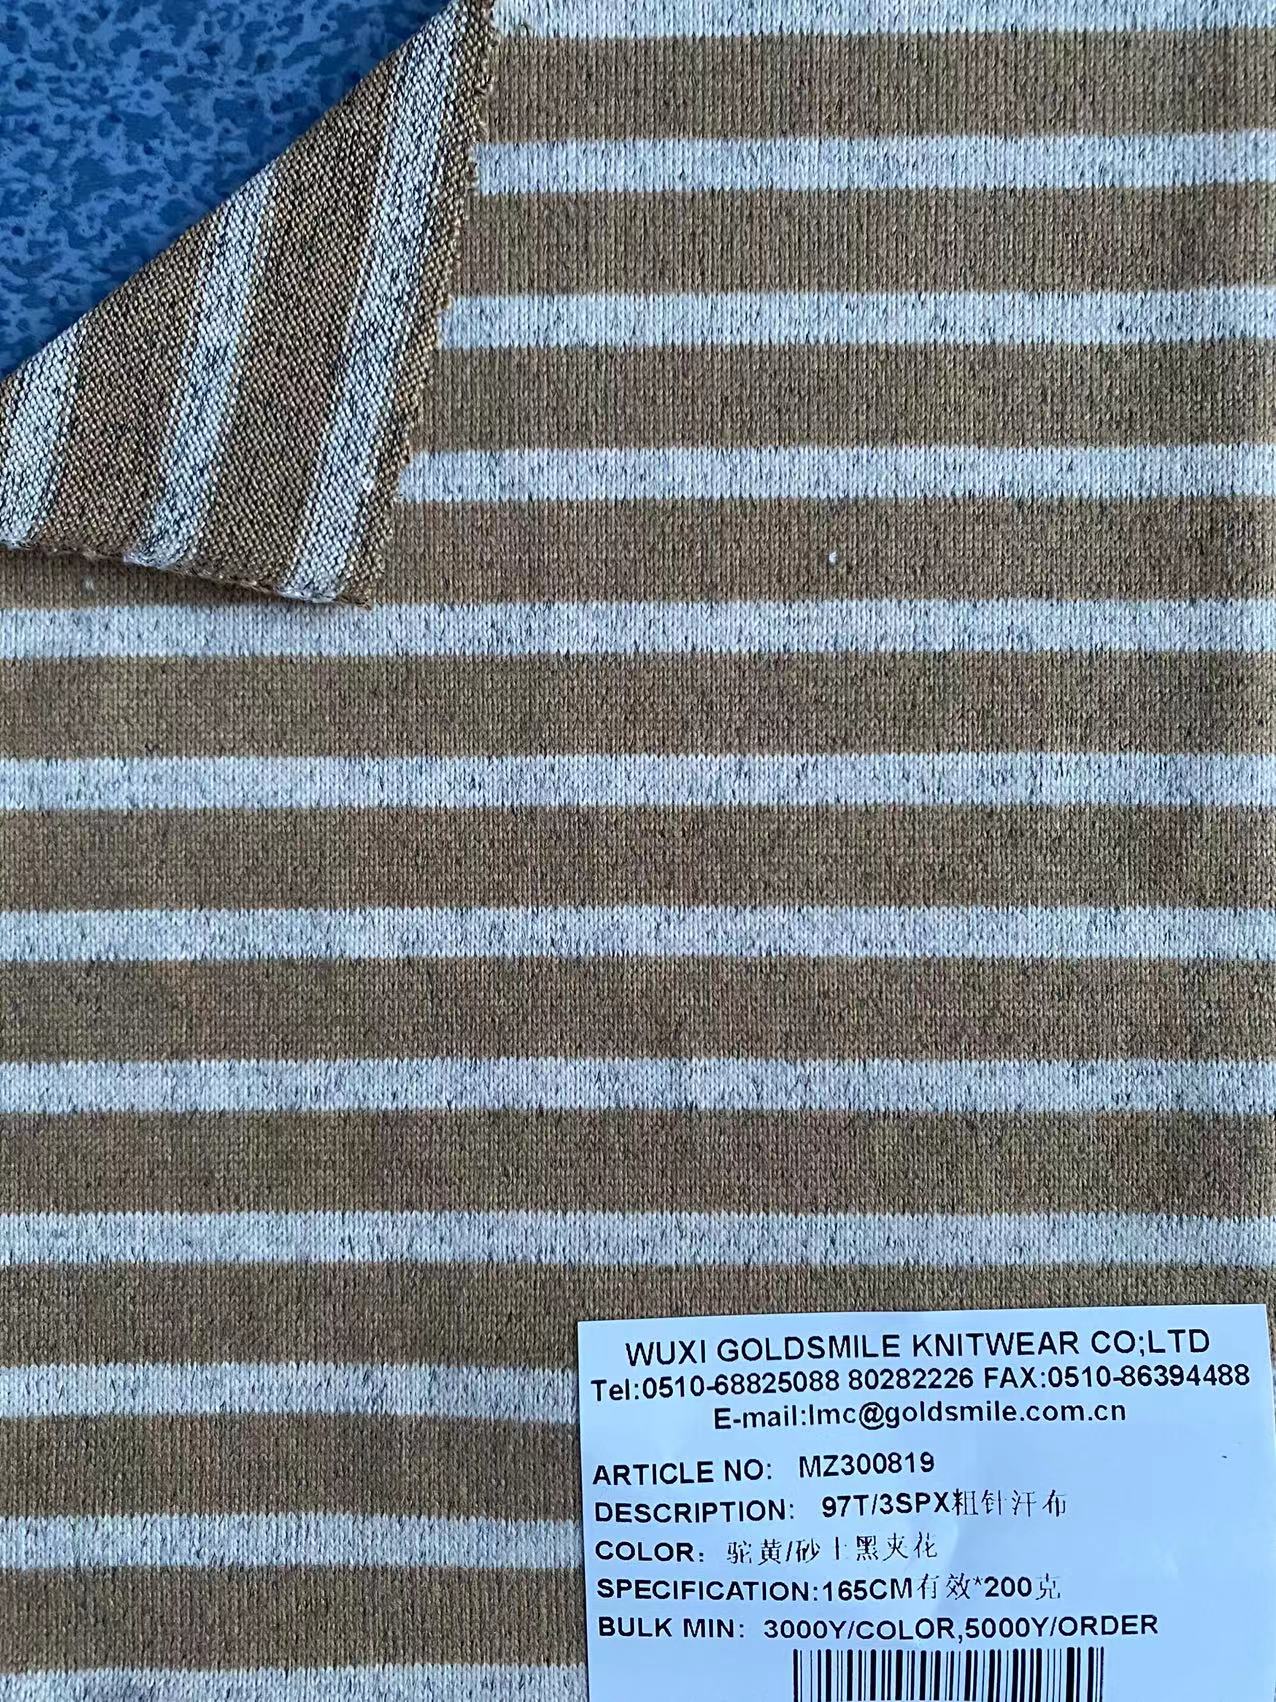 WUXI GOLDSMILE KNITWEAR CO;LTD
Tel:0510-68825088 80282226 FAX:0510-86394488
E-mail:lmc@goldsmile.com.cn
ARTICLE NO: MZ300819
DESCRIPTION: 97T/3SPX粗针汗布
COLOR: 驼黄/砂土黑夹花
SPECIFICATION:165CM有效*200克
BULK MIN: 3000Y/COLOR,5000Y/ORDER